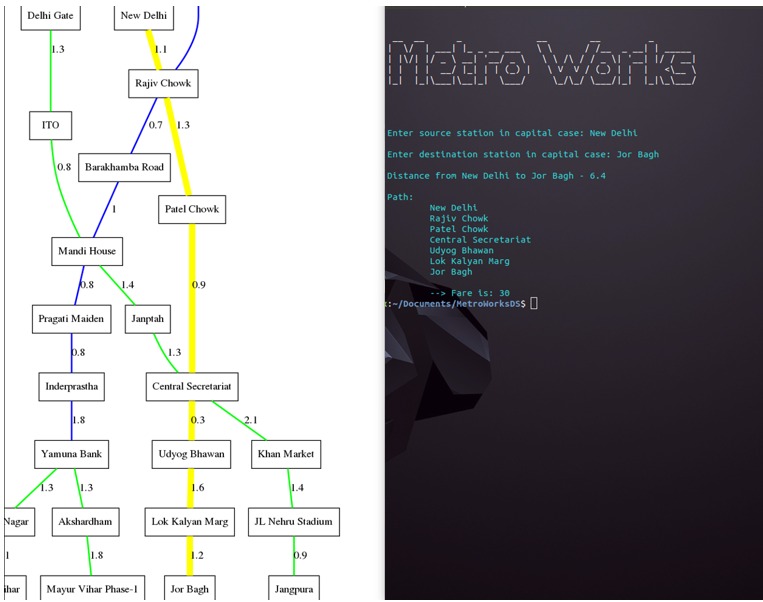 Delhi Gate
New Delhi
1.3
1.1
Rajiv Chowk
ITO
0.7
1.3
0.8
Barakhamba Road
1
Patel Chowk
Mandi House
0.8
1.4
0.9
Pragati Maiden
Janptah
0.8
1.3
Inderprastha
Central Secretariat
1.8
0.3
2.1
Yamuna Bank
Udyog Bhawan
Khan Market
1.3
1.3
1.6
1.4
Nagar
Akshardham
Lok Kalyan Marg
JL Nehru Stadium
1
1.8
1.2
0.9
ihar
Mayur Vihar Phase-1
Jor Bagh
Jangpura
Metro Works
Enter source station in capital case: New Delhi
Enter destination station in capital case: Jor Bagh
Distance from New Delhi to Jor Bagh - 6.4
Path:
New Delhi
Rajiv Chowk
Patel Chowk
Central Secretariat
Udyog Bhawan
Lok Kalyan Marg
Jor Bagh
--> Fare is: 30
:~/Documents/MetroWorksDS$